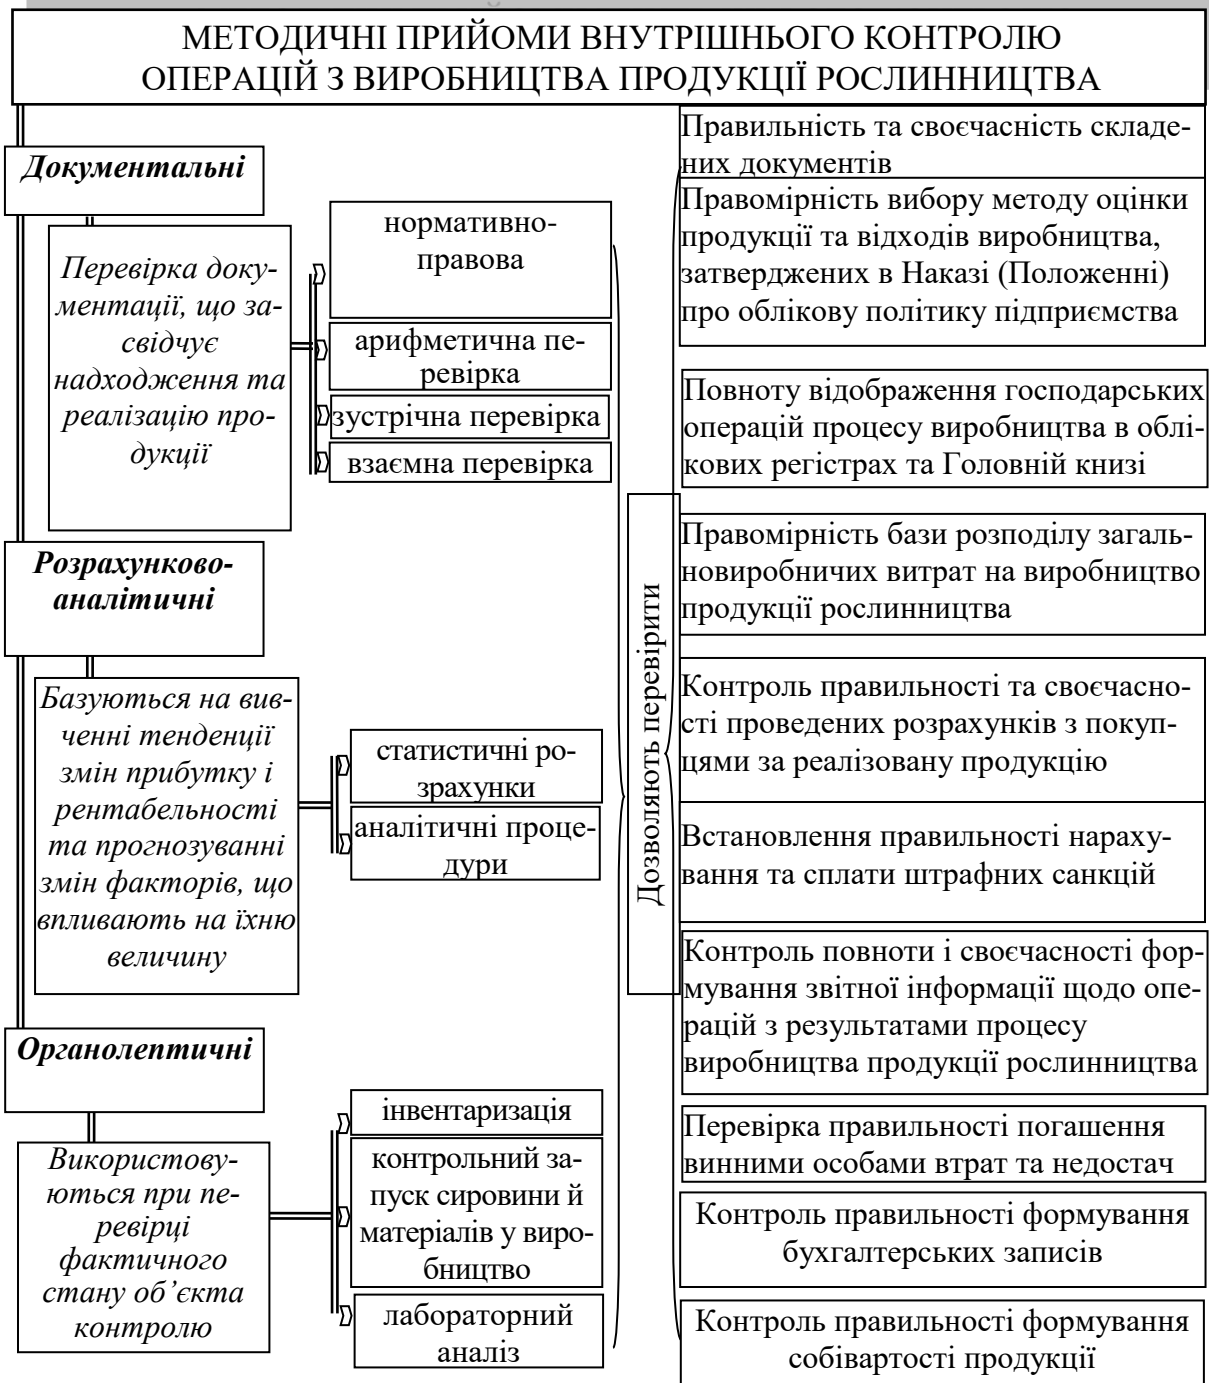 МЕТОДИЧНІ ПРИЙОМИ ВНУТРІШНЬОГО КОНТРОЛЮ
ОПЕРАЦІЙ З ВИРОБНИЦТВА ПРОДУКЦІЇ РОСЛИННИЦТВА
Документальні
Перевірка доку-
ментації, що за-
свідчує
надходження та
реалізацію про-
дукції
нормативно-
правова
арифметична пе-
ревірка
зустрічна перевірка
взаємна перевірка
Розрахунково-
аналітичні
Базуються на вив-
ченні тенденції
змін прибутку і
рентабельності
та прогнозуванні
змін факторів, що
впливають на їхню
величину
статистичні ро-
зрахунки
аналітичні проце-
дури
Органолептичні
Використову-
ються при пе-
ревірці
фактичного
стану об’єкта
контролю
інвентаризація
контрольний за-
пуск сировини й
матеріалів у виро-
бництво
лабораторний
аналіз
Дозволяють перевірити
Правильність та своєчасність складе-
них документів
Правомірність вибору методу оцінки
продукції та відходів виробництва,
затверджених в Наказі (Положенні)
про облікову політику підприємства
Повноту відображення господарських
операцій процесу виробництва в облі-
кових регістрах та Головній книзі
Правомірність бази розподілу загаль-
новиробничих витрат на виробництво
продукції рослинництва
Контроль правильності та своєчасно-
сті проведених розрахунків з покуп-
цями за реалізовану продукцію
Встановлення правильності нараху-
вання та сплати штрафних санкцій
Контроль повноти і своєчасності фор-
мування звітної інформації щодо опе-
рацій з результатами процесу
виробництва продукції рослинництва
Перевірка правильності погашення
винними особами втрат та недостач
Контроль правильності формування
бухгалтерських записів
Контроль правильності формування
собівартості продукції